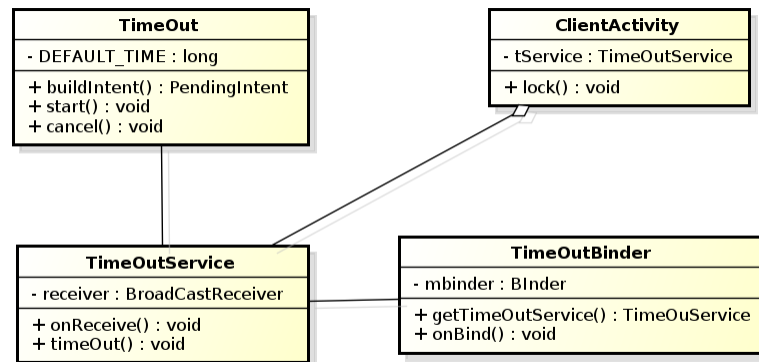 TimeOut
- DEFAULT_TIME : long
+ buildIntent() : PendingIntent
+ start() : void
+ cancel() : void
ClientActivity
- tService : TimeOutService
+ lock() : void
TimeOutService
- receiver : BroadCastReceiver
+ onReceive() : void
+ timeOut() : void
TimeOutBinder
- mbinder : BInder
+ getTimeOutService() : TimeOuService
+ onBind() : void